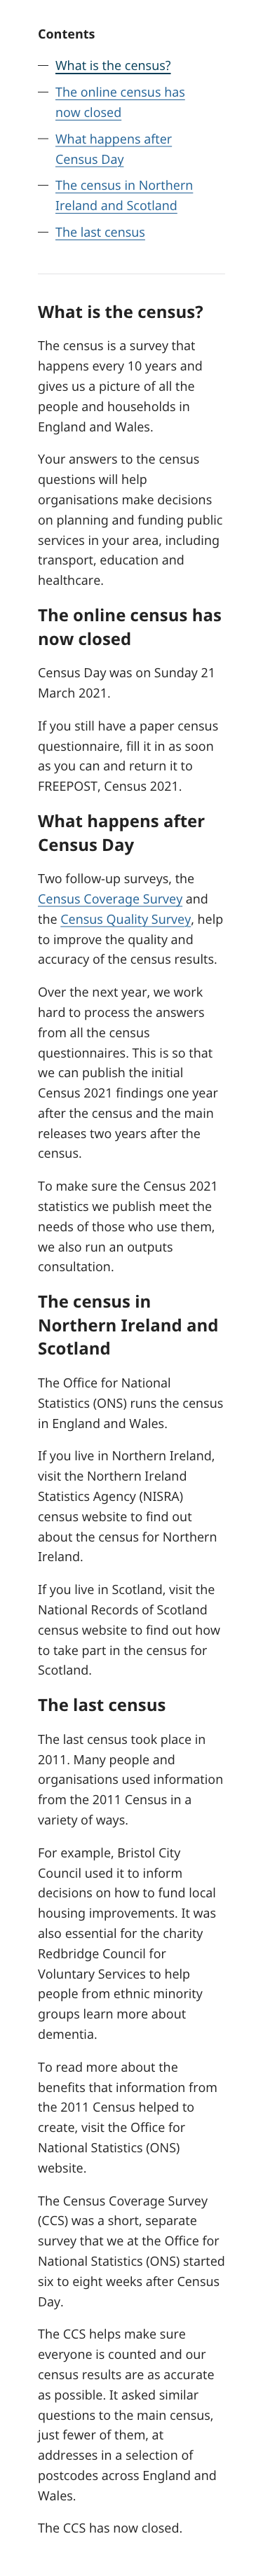 Contents
— What is the census?
— The online census has
now closed
— What happens after
Census Day
— The census in Northern
Ireland and Scotland
— The last census
What is the census?
The census is a survey that
happens every 10 years and
gives us a picture of all the
people and households in
England and Wales.
Your answers to the census
questions will help
organisations make decisions
on planning and funding public
services in your area, including
transport, education and
healthcare.
The online census has
now closed
Census Day was on Sunday 21
March 2021.
If you still have a paper census
questionnaire, fill it in as soon
as you can and return it to
FREEPOST, Census 2021.
What happens after
Census Day
Two follow-up surveys, the
Census Coverage Survey and
the Census Quality Survey, help
to improve the quality and
accuracy of the census results.
Over the next year, we work
hard to process the answers
from all the census
questionnaires. This is so that
we can publish the initial
Census 2021 findings one year
after the census and the main
releases two years after the
census.
To make sure the Census 2021
statistics we publish meet the
needs of those who use them,
we also run an outputs
consultation.
The census in
Northern Ireland and
Scotland
The Office for National
Statistics (ONS) runs the census
in England and Wales.
If you live in Northern Ireland,
visit the Northern Ireland
Statistics Agency (NISRA)
census website to find out
about the census for Northern
Ireland.
If you live in Scotland, visit the
National Records of Scotland
census website to find out how
to take part in the census for
Scotland.
The last census
The last census took place in
2011. Many people and
organisations used information
from the 2011 Census in a
variety of ways.
For example, Bristol City
Council used it to inform
decisions on how to fund local
housing improvements. It was
also essential for the charity
Redbridge Council for
Voluntary Services to help
people from ethnic minority
groups learn more about
dementia.
To read more about the
benefits that information from
the 2011 Census helped to
create, visit the Office for
National Statistics (ONS)
website.
The Census Coverage Survey
(CCS) was a short, separate
survey that we at the Office for
National Statistics (ONS) started
six to eight weeks after Census
Day.
The CCS helps make sure
everyone is counted and our
census results are as accurate
as possible. It asked similar
questions to the main census,
just fewer of them, at
addresses in a selection of
postcodes across England and
Wales.
The CCS has now closed.